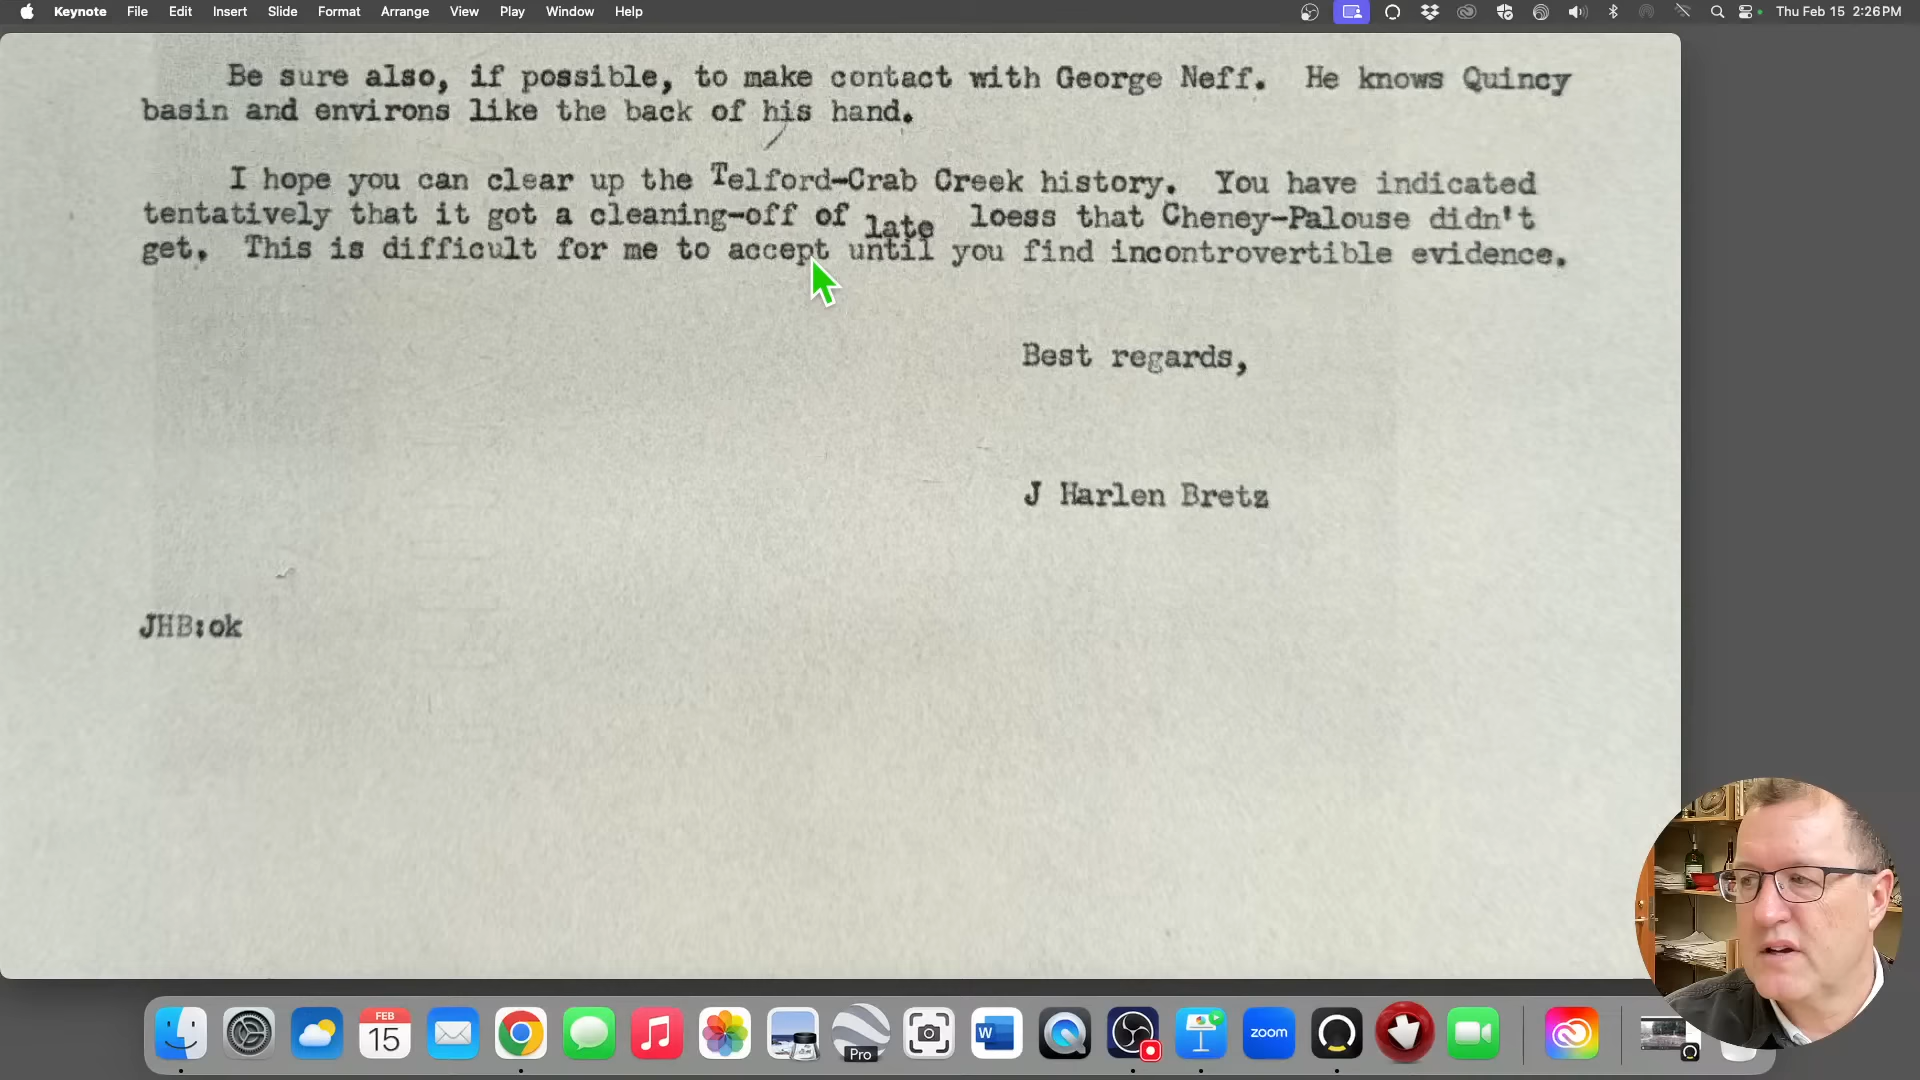 Keynote File Edit Insert Slide Format Arrange View Play Window Help Thu Feb 15 2:26 PM
Be sure also, if possible, to make contact with George Neff. He knows Quincy
basin and environs like the back of his hand.
I hope you can clear up the Telford-Crab Creek history. You have indicated
tentatively that it got a cleaning-off of late loess that Cheney-Palouse didn't
get. This is difficult for me to accept until you find incontrovertible evidence.
Best regards,
J Harlen Bretz
JHB:ok
FEB
15
Pro
W
zoom